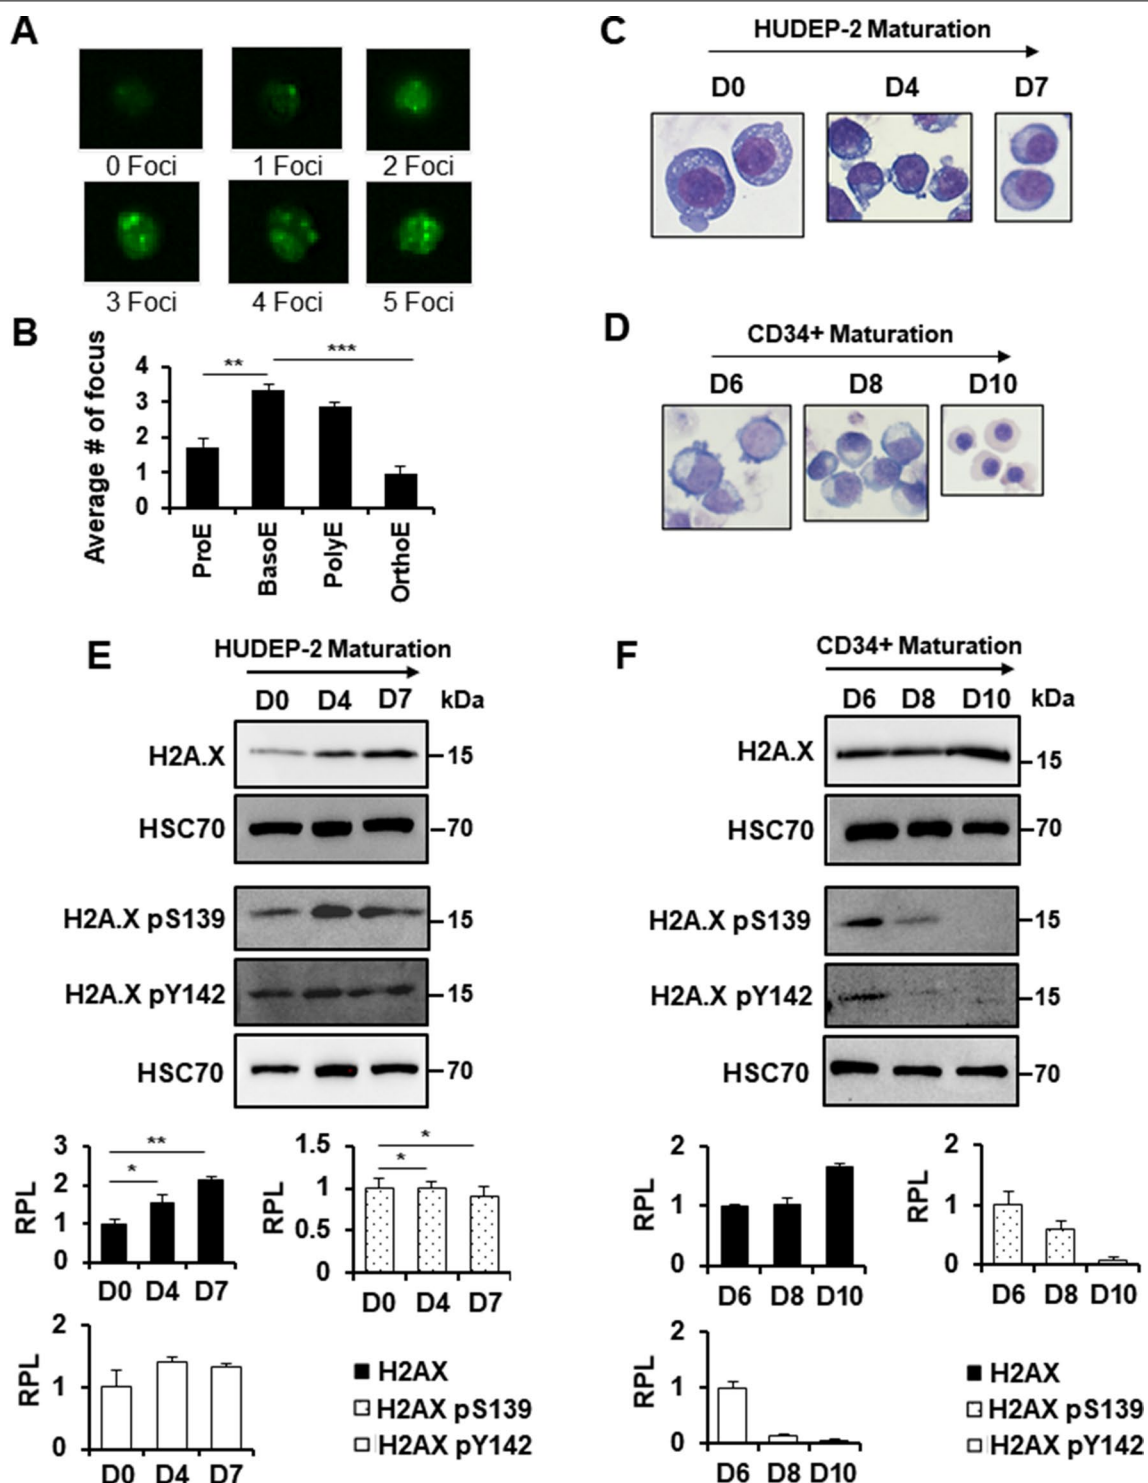 A
0 Foci
1 Foci
2 Foci
3 Foci
4 Foci
5 Foci
B
Average # of focus
4
3
2
1
0
**
***
ProE
BasoE
PolyE
OrthoE
C
HUDEP-2 Maturation
D0
D4
D7
D
CD34+ Maturation
D6
D8
D10
E
HUDEP-2 Maturation
D0 D4 D7 kDa
H2A.X
15
HSC70
70
H2A.X pS139
15
H2A.X pY142
15
HSC70
70
RPL
3
2
1
0
*
**
D0 D4 D7
RPL
1.5
1
0.5
0
*
*
D0 D4 D7
RPL
2
1
0
D0 D4 D7
H2AX
H2AX pS139
H2AX pY142
F
CD34+ Maturation
D6 D8 D10 kDa
H2A.X
15
HSC70
70
H2A.X pS139
15
H2A.X pY142
15
HSC70
70
RPL
2
1
0
D6 D8 D10
RPL
2
1
0
D6 D8 D10
RPL
2
1
0
D6 D8 D10
H2AX
H2AX pS139
H2AX pY142